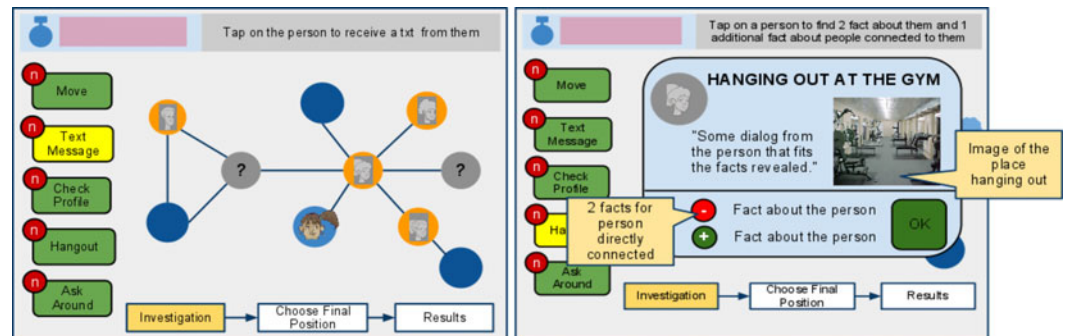 Tap on the person to receive a txt from them
n
Move
n
Text
Message
n
Check
Profile
n
Hangout
n
Ask
Around
?
?
Investigation
Choose Final
Position
Results
Tap on a person to find 2 fact about them and 1
additional fact about people connected to them
n
Move
n
Text
Message
n
Check
Profile
n
Ha
n
Ask
Around
HANGING OUT AT THE GYM
"Some dialog from
the person that fits
the facts revealed."
Image of the
place
hanging out
2 facts for
person
directly
connected
- Fact about the person
+ Fact about the person
OK
Investigation
Choose Final
Position
Results